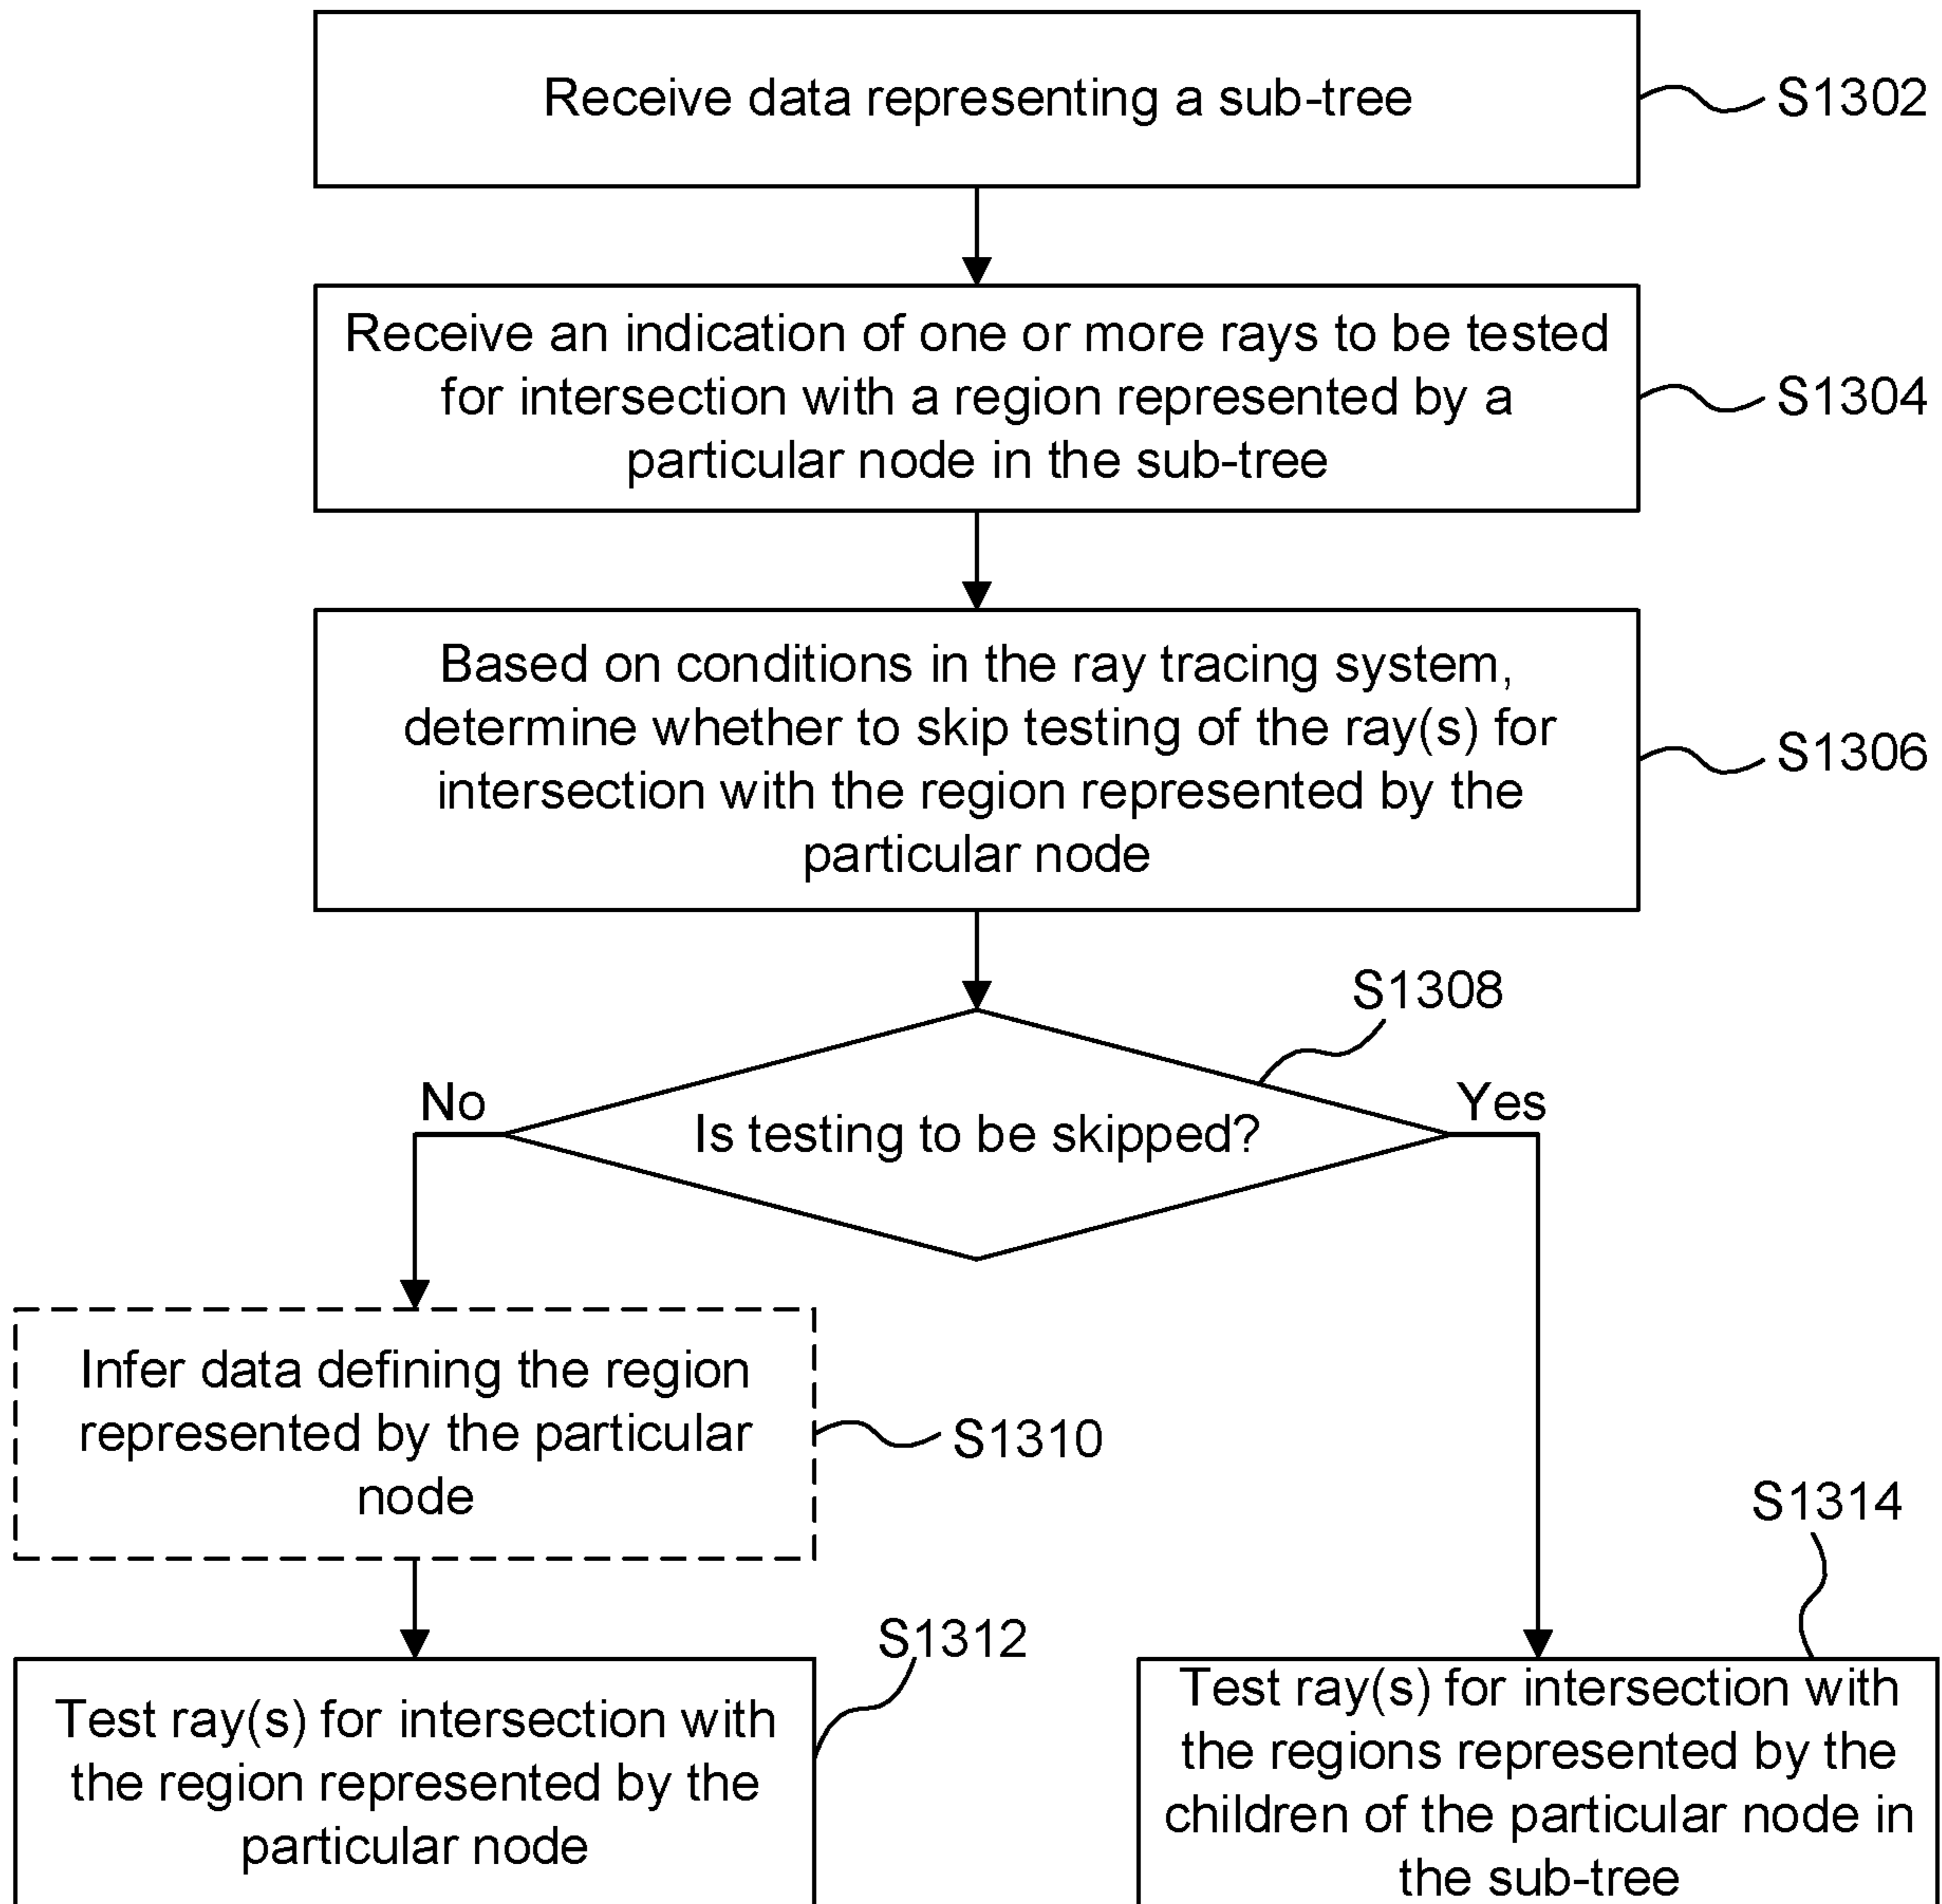 Receive data representing a sub-tree
S1302
Receive an indication of one or more rays to be tested
for intersection with a region represented by a
particular node in the sub-tree
S1304
Based on conditions in the ray tracing system,
determine whether to skip testing of the ray(s) for
intersection with the region represented by the
particular node
S1306
S1308
No
Is testing to be skipped?
Yes
Infer data defining the region
represented by the particular
node
S1310
S1314
S1312
Test ray(s) for intersection with
the region represented by the
particular node
Test ray(s) for intersection with
the regions represented by the
children of the particular node in
the sub-tree